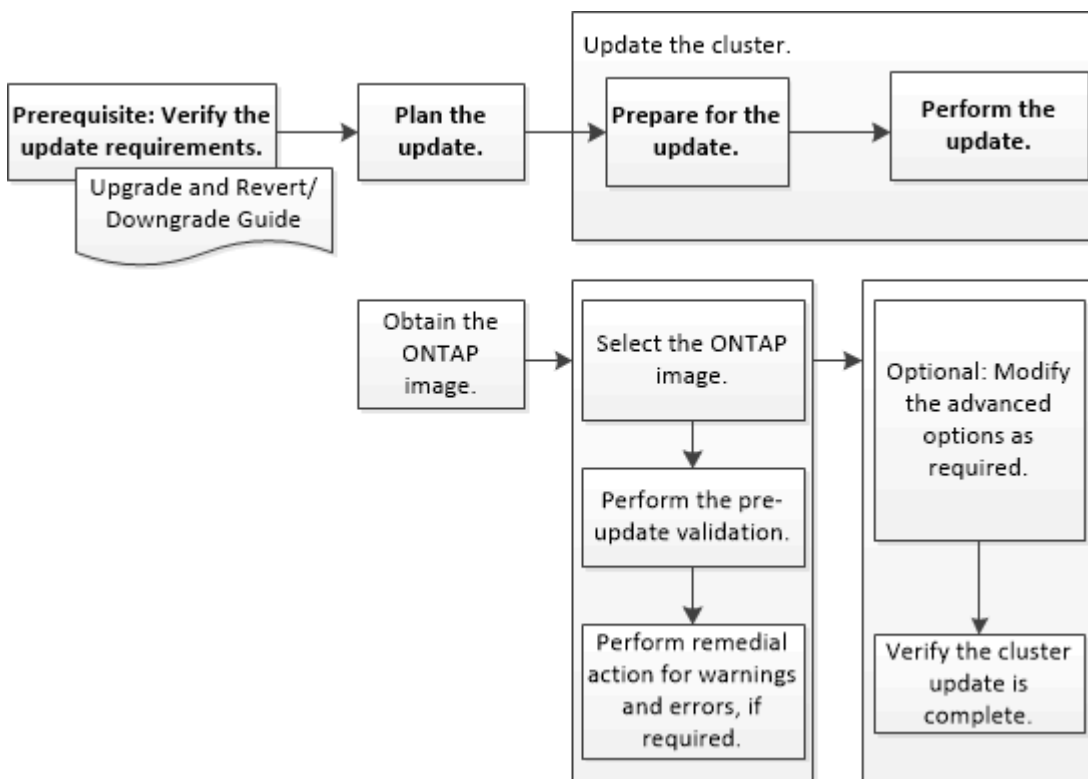 Update the cluster.
Prerequisite: Verify the
update requirements.
Upgrade and Revert/
Downgrade Guide
Plan the
update.
Prepare for the
update.
Perform the
update.
Obtain the
ONTAP
image.
Select the ONTAP
image.
Perform the pre-
update validation.
Perform remedial
action for warnings
and errors, if
required.
Optional: Modify
the advanced
options as
required.
Verify the cluster
update is
complete.